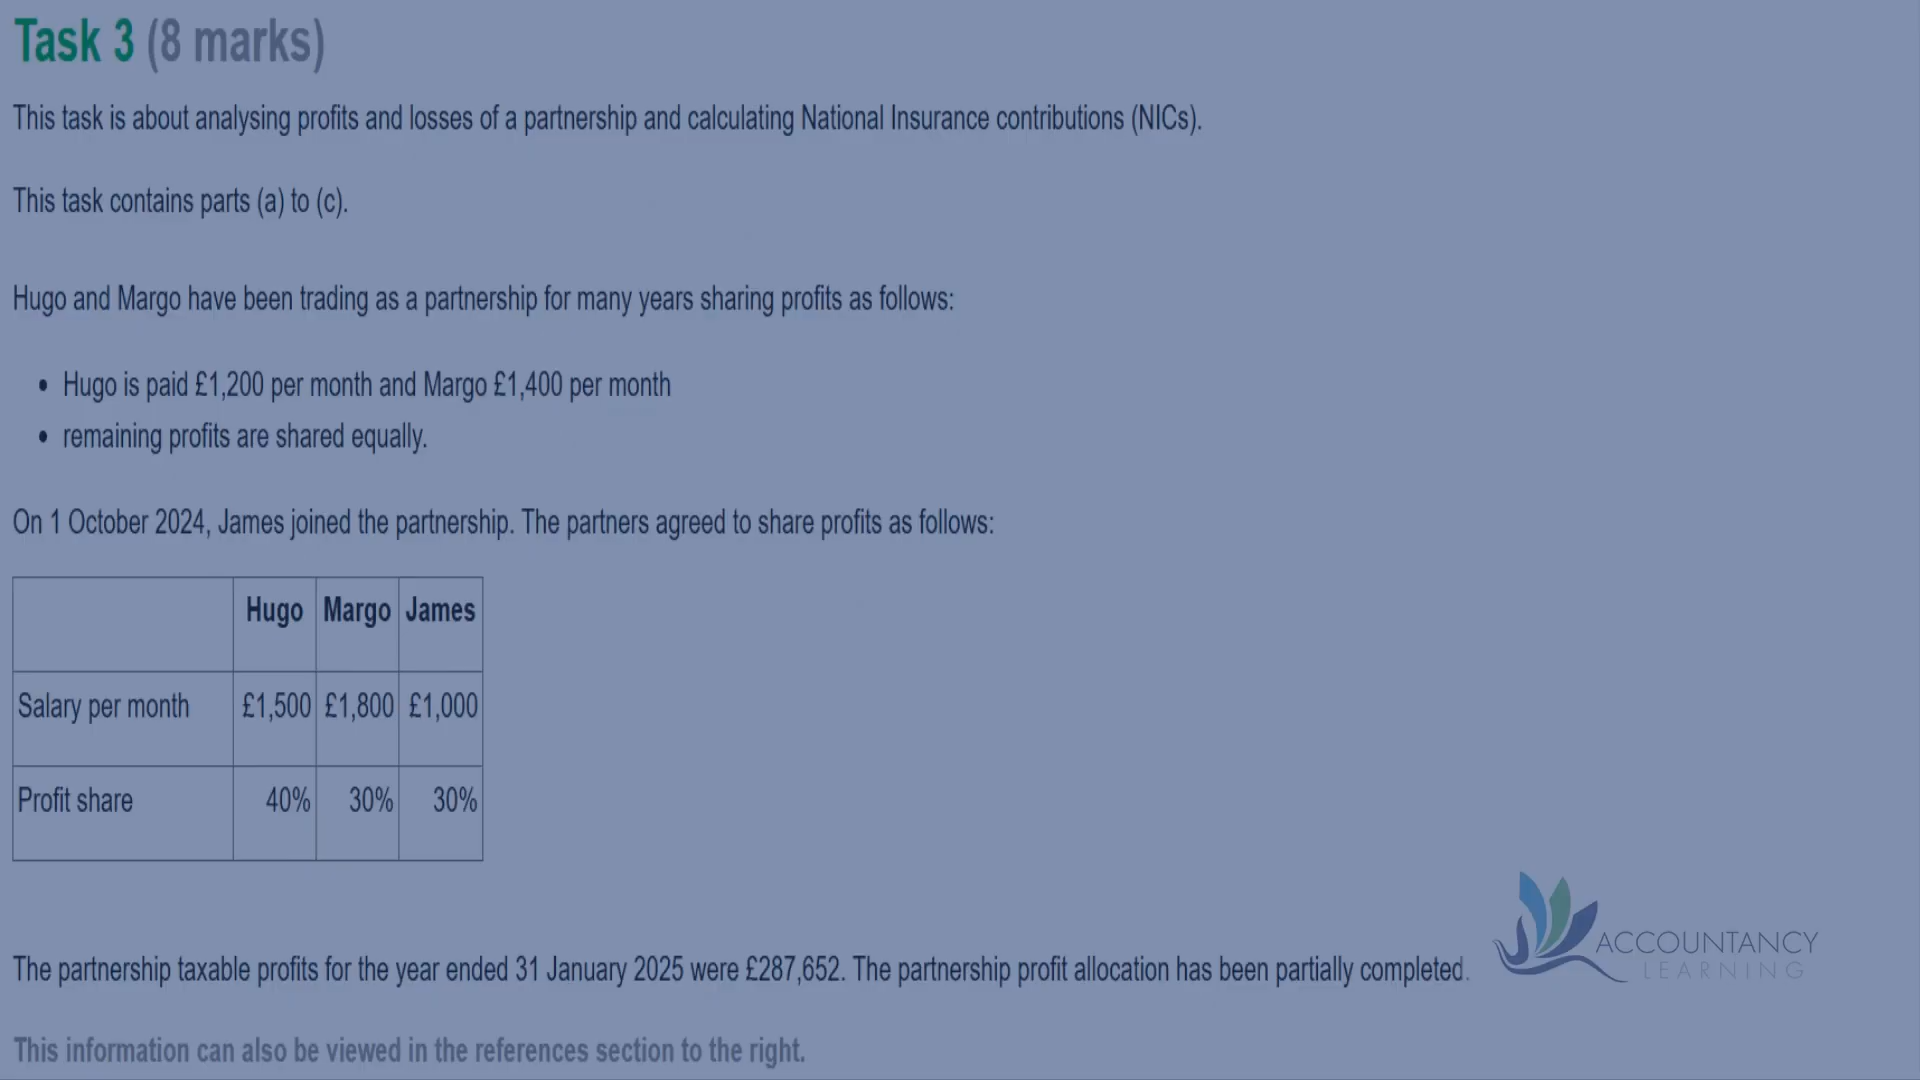 Task 3 (8 marks)
This task is about analysing profits and losses of a partnership and calculating National Insurance contributions (NICs).
This task contains parts (a) to (c).
Hugo and Margo have been trading as a partnership for many years sharing profits as follows:
• Hugo is paid £1,200 per month and Margo £1,400 per month
• remaining profits are shared equally.
On 1 October 2024, James joined the partnership. The partners agreed to share profits as follows:
Hugo Margo James
Salary per month £1,500 £1,800 £1,000
Profit share 40% 30% 30%
The partnership taxable profits for the year ended 31 January 2025 were £287,652. The partnership profit allocation has been partially completed.
This information can also be viewed in the references section to the right.
ACCOUNTANCY
LEARNING